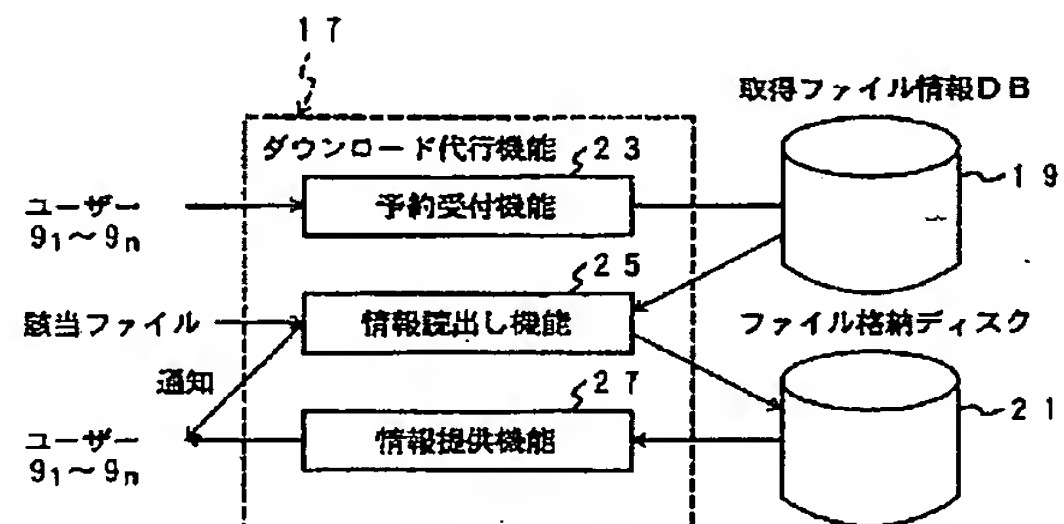 １７
取得ファイル情報ＤＢ
ダウンロード代行機能
２３
１９
ユーザー
9₁～9ₙ
予約受付機能
２５
該当ファイル
情報読出し機能
ファイル格納ディスク
通知
２７
２１
ユーザー
9₁～9ₙ
情報提供機能